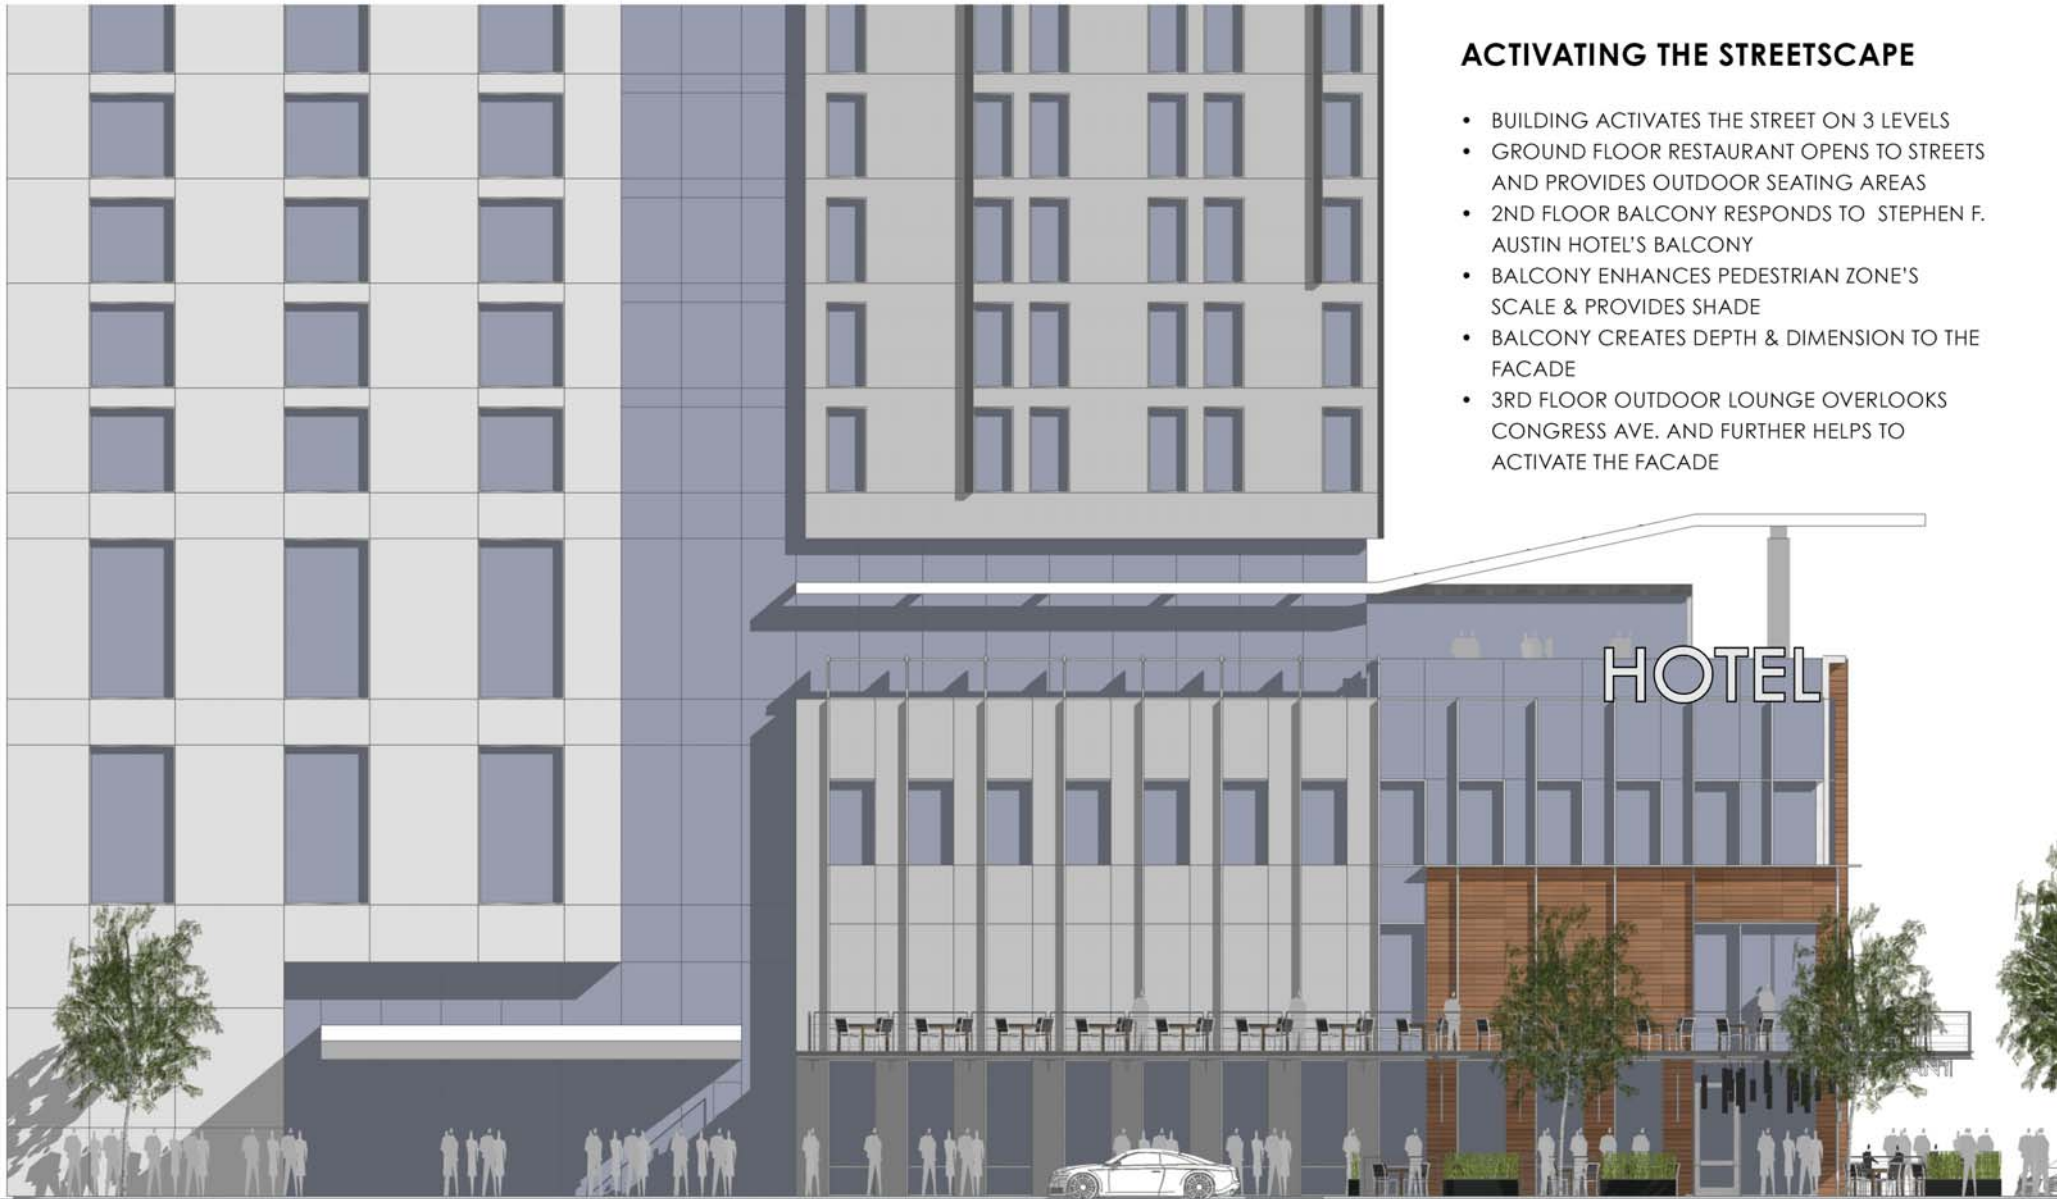 ACTIVATING THE STREETSCAPE
• BUILDING ACTIVATES THE STREET ON 3 LEVELS
• GROUND FLOOR RESTAURANT OPENS TO STREETS
AND PROVIDES OUTDOOR SEATING AREAS
• 2ND FLOOR BALCONY RESPONDS TO STEPHEN F.
AUSTIN HOTEL'S BALCONY
• BALCONY ENHANCES PEDESTRIAN ZONE'S
SCALE & PROVIDES SHADE
• BALCONY CREATES DEPTH & DIMENSION TO THE
FACADE
• 3RD FLOOR OUTDOOR LOUNGE OVERLOOKS
CONGRESS AVE. AND FURTHER HELPS TO
ACTIVATE THE FACADE
HOTEL